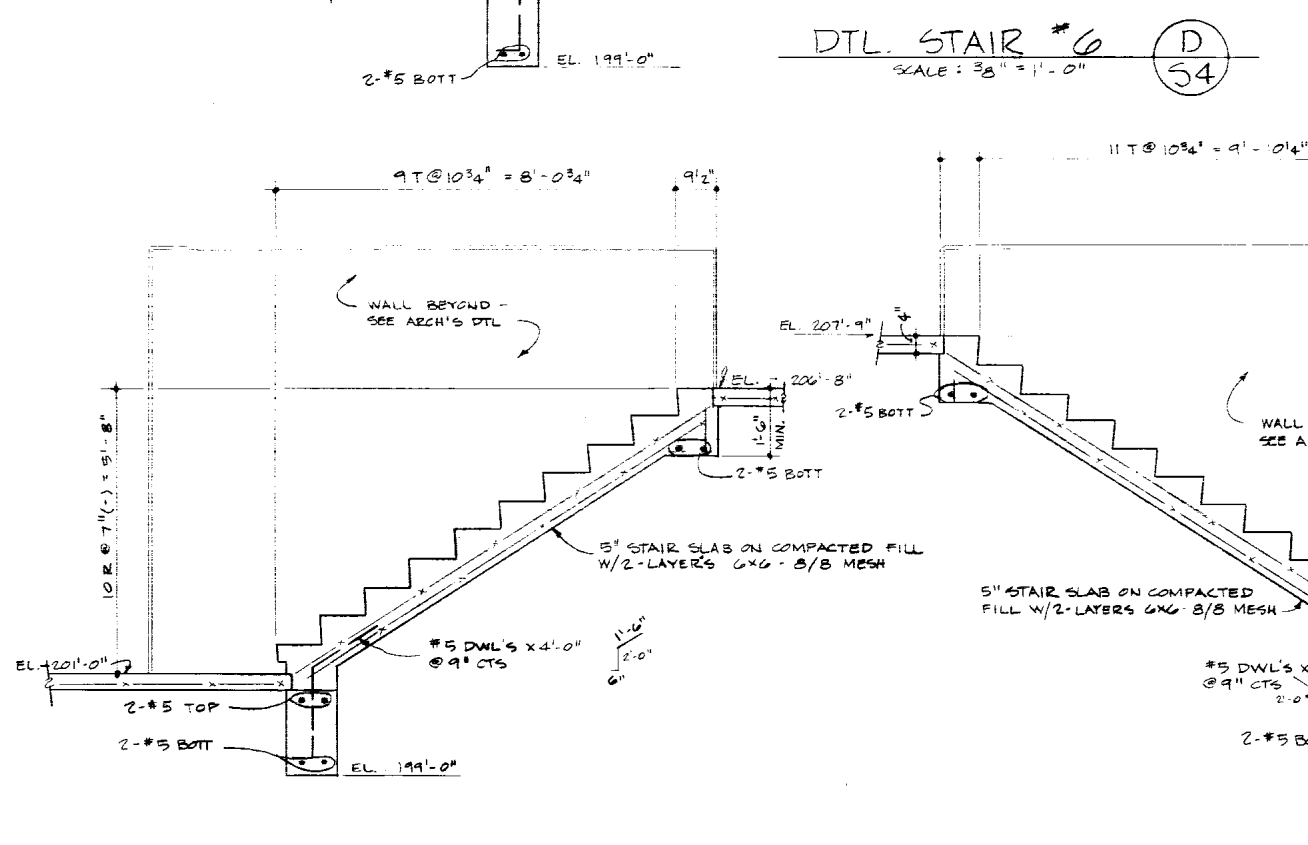 DTL. STAIR #6
D
S4
SCALE : 3/8" = 1'-0"
EL. 199'-0"
2-#5 BOTT
11 T @ 10 3/4" = 9'-10 1/4"
9 T @ 10 3/4" = 8'-0 3/4"
9 1/2"
WALL BEYOND -
SEE ARCH'S DTL
EL. 207'-9"
4"
EL. - 206'-8"
2-#5 BOTT
1'-6"
MIN.
WALL
SEE A
2-#5 BOTT
10 R @ 7"(-) = 5'-8"
5" STAIR SLAB ON COMPACTED FILL
W/2-LAYER'S 6x6 - 8/8 MESH
5" STAIR SLAB ON COMPACTED
FILL W/2-LAYERS 6x6-8/8 MESH
#5 DWL'S x 4'-0"
@ 9" CTS
1'-6"
2'-0"
6"
EL. 201'-0"
#5 DWL'S x
@ 9" CTS
2'-0"
2-#5 TOP
2-#5 BOTT
2-#5 BO
EL. 199'-0"